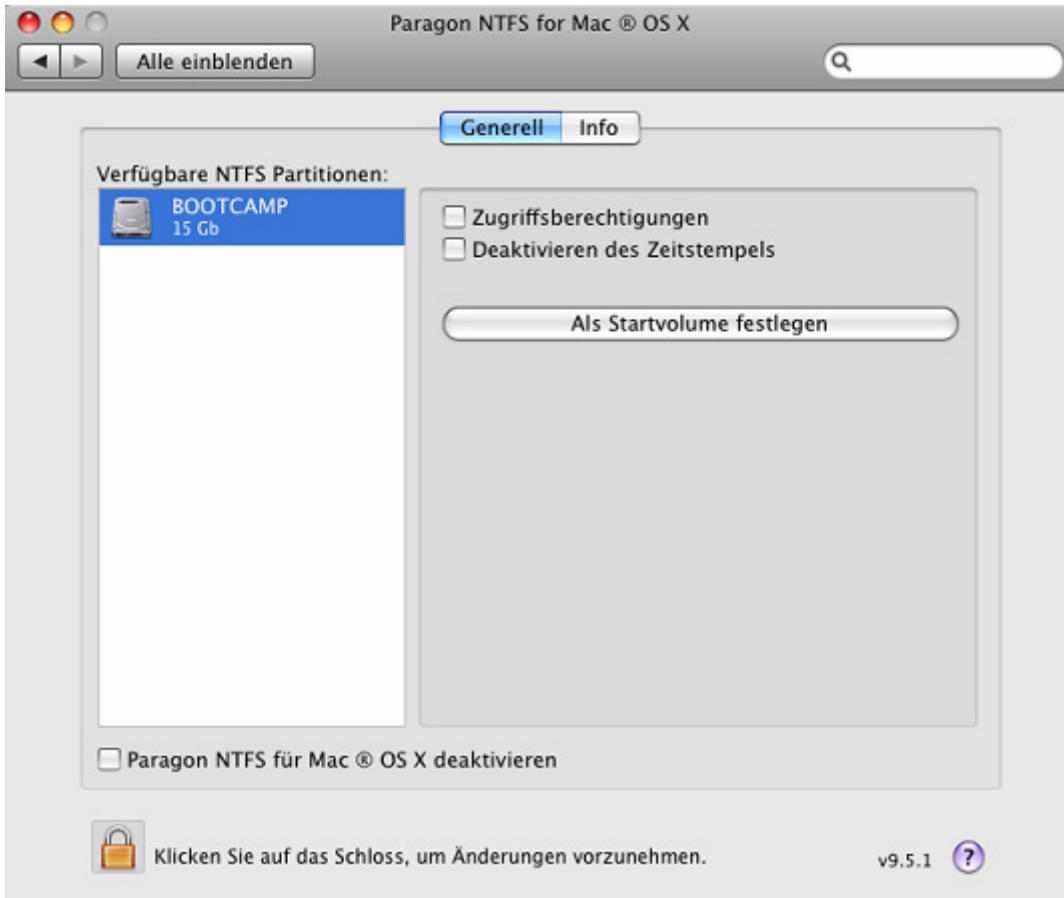 Paragon NTFS for Mac ® OS X
Alle einblenden
Generell Info
Verfügbare NTFS Partitionen:
BOOTCAMP
15 Gb
Zugriffsberechtigungen
Deaktivieren des Zeitstempels
Als Startvolume festlegen
Paragon NTFS für Mac ® OS X deaktivieren
Klicken Sie auf das Schloss, um Änderungen vorzunehmen.
v9.5.1 ?